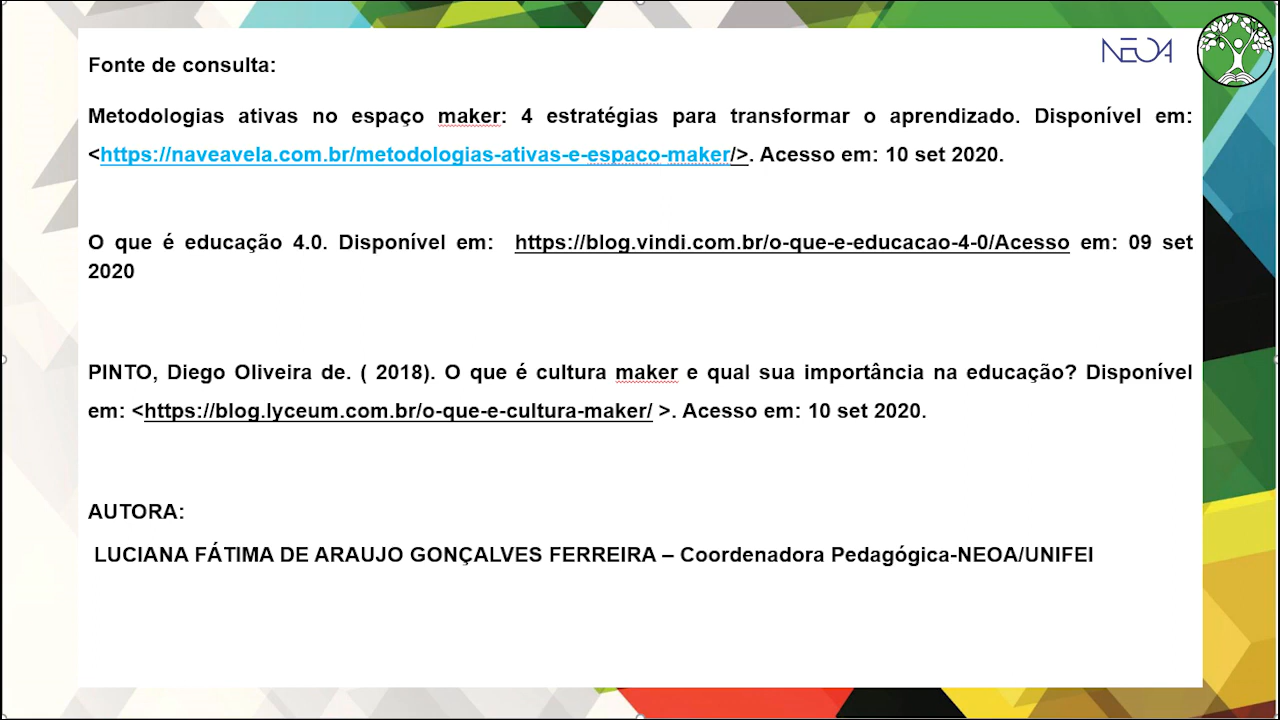 NEOA
Fonte de consulta:
Metodologias ativas no espaço maker: 4 estratégias para transformar o aprendizado. Disponível em:
<https://naveavela.com.br/metodologias-ativas-e-espaco-maker/>. Acesso em: 10 set 2020.
O que é educação 4.0. Disponível em: https://blog.vindi.com.br/o-que-e-educacao-4-0/Acesso em: 09 set
2020
PINTO, Diego Oliveira de. ( 2018). O que é cultura maker e qual sua importância na educação? Disponível
em: <https://blog.lyceum.com.br/o-que-e-cultura-maker/ >. Acesso em: 10 set 2020.
AUTORA:
LUCIANA FÁTIMA DE ARAUJO GONÇALVES FERREIRA – Coordenadora Pedagógica-NEOA/UNIFEI